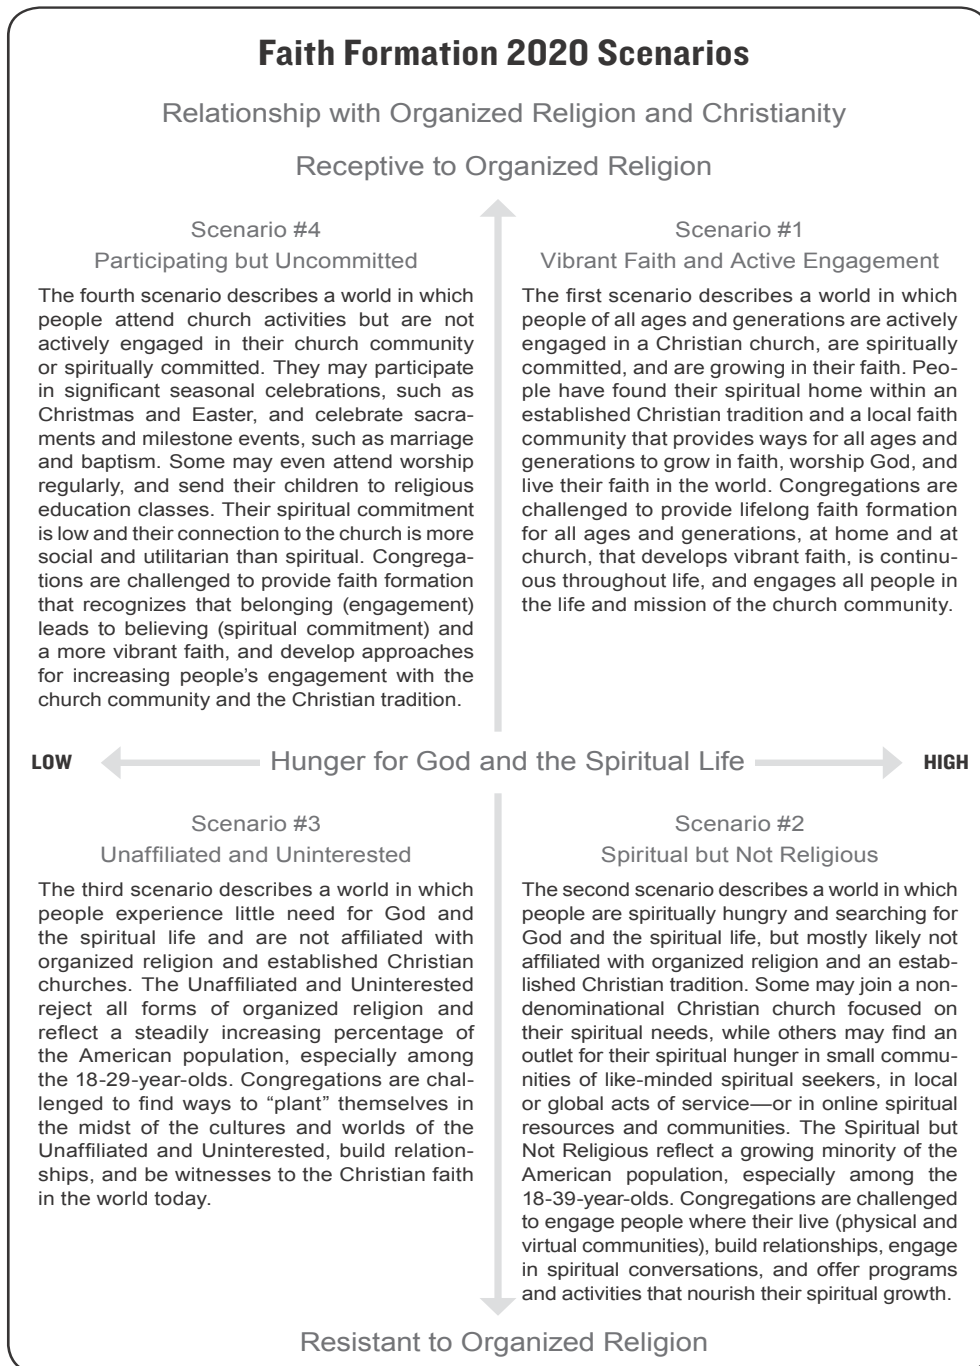 Faith Formation 2020 Scenarios
Relationship with Organized Religion and Christianity
Receptive to Organized Religion
Scenario #4
Participating but Uncommitted
The fourth scenario describes a world in which
people attend church activities but are not
actively engaged in their church community
or spiritually committed. They may participate
in significant seasonal celebrations, such as
Christmas and Easter, and celebrate sacra-
ments and milestone events, such as marriage
and baptism. Some may even attend worship
regularly, and send their children to religious
education classes. Their spiritual commitment
is low and their connection to the church is more
social and utilitarian than spiritual. Congrega-
tions are challenged to provide faith formation
that recognizes that belonging (engagement)
leads to believing (spiritual commitment) and
a more vibrant faith, and develop approaches
for increasing people's engagement with the
church community and the Christian tradition.
Scenario #1
Vibrant Faith and Active Engagement
The first scenario describes a world in which
people of all ages and generations are actively
engaged in a Christian church, are spiritually
committed, and are growing in their faith. Peo-
ple have found their spiritual home within an
established Christian tradition and a local faith
community that provides ways for all ages and
generations to grow in faith, worship God, and
live their faith in the world. Congregations are
challenged to provide lifelong faith formation
for all ages and generations, at home and at
church, that develops vibrant faith, is continu-
ous throughout life, and engages all people in
the life and mission of the church community.
LOW
Hunger for God and the Spiritual Life
HIGH
Scenario #3
Unaffiliated and Uninterested
The third scenario describes a world in which
people experience little need for God and
the spiritual life and are not affiliated with
organized religion and established Christian
churches. The Unaffiliated and Uninterested
reject all forms of organized religion and
reflect a steadily increasing percentage of
the American population, especially among
the 18-29-year-olds. Congregations are chal-
lenged to find ways to “plant” themselves in
the midst of the cultures and worlds of the
Unaffiliated and Uninterested, build relation-
ships, and be witnesses to the Christian faith
in the world today.
Scenario #2
Spiritual but Not Religious
The second scenario describes a world in which
people are spiritually hungry and searching for
God and the spiritual life, but mostly likely not
affiliated with organized religion and an estab-
lished Christian tradition. Some may join a non-
denominational Christian church focused on
their spiritual needs, while others may find an
outlet for their spiritual hunger in small commu-
nities of like-minded spiritual seekers, in local
or global acts of service—or in online spiritual
resources and communities. The Spiritual but
Not Religious reflect a growing minority of the
American population, especially among the
18-39-year-olds. Congregations are challenged
to engage people where their live (physical and
virtual communities), build relationships, engage
in spiritual conversations, and offer programs
and activities that nourish their spiritual growth.
Resistant to Organized Religion